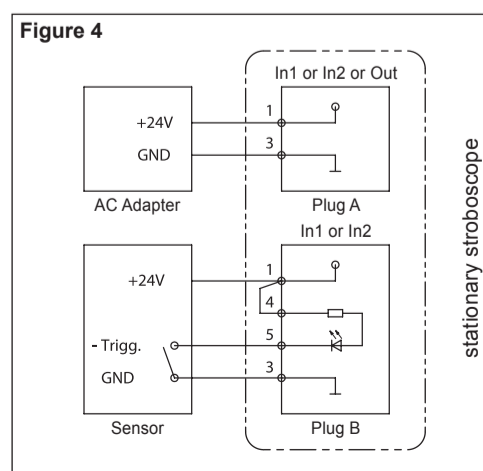 Figure 4
In1 or In2 or Out
+24V
1
GND
3
AC Adapter
Plug A
In1 or In2
+24V
1
4
- Trigg.
5
GND
3
Sensor
Plug B
stationary stroboscope